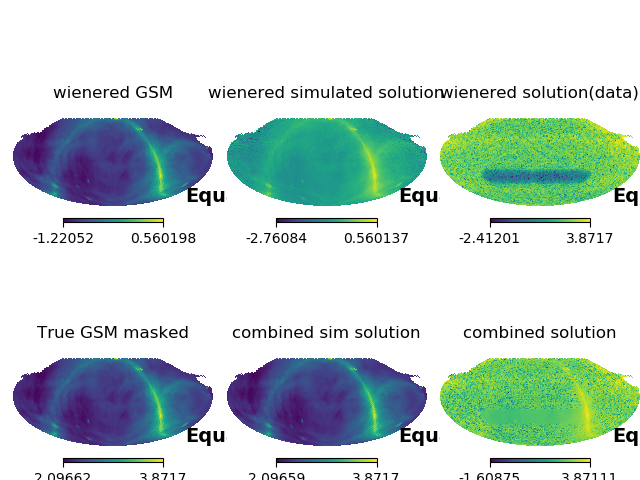 wienered GSM
wienered simulated solution
wienered solution(data)
Equ
Equ
Eq
-1.22052 0.560198
-2.76084 0.560137
-2.41201 3.8717
True GSM masked
combined sim solution
combined solution
Equ
Equ
Eq
2.09662 3.8717
2.09659 3.8717
-1.60875 3.87111